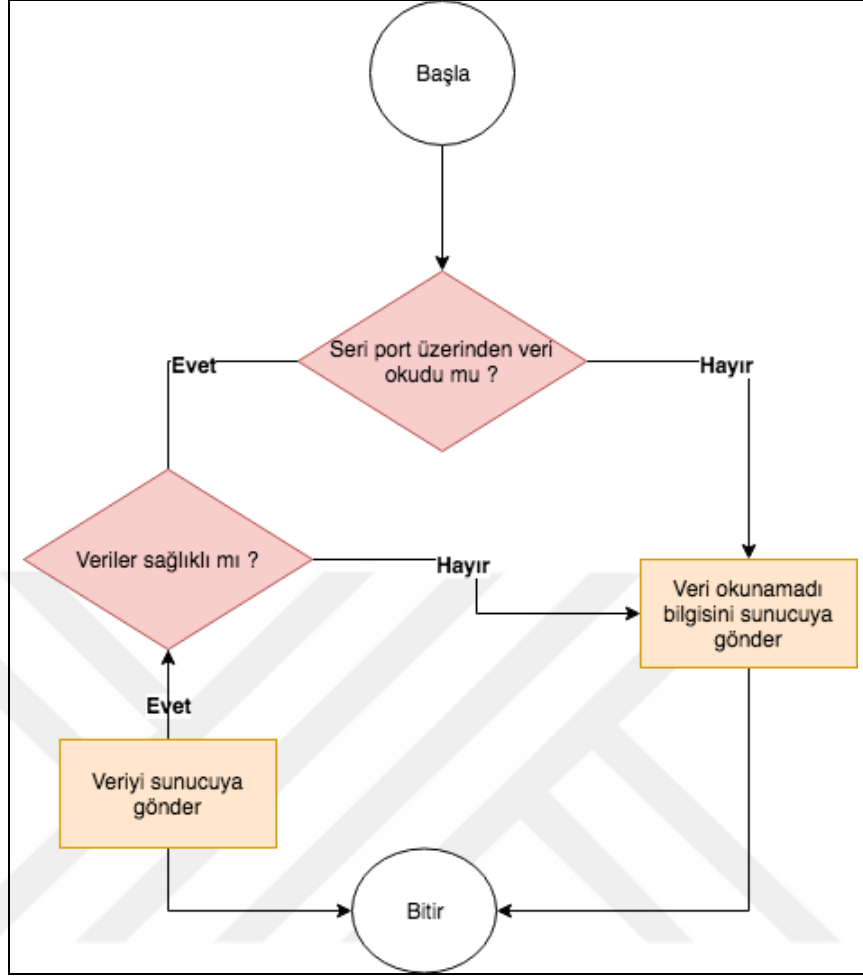 Başla
Seri port üzerinden veri
okudu mu ?
Evet
Hayır
Veriler sağlıklı mı ?
Hayır
Veri okunamadı
bilgisini sunucuya
gönder
Evet
Veriyi sunucuya
gönder
Bitir